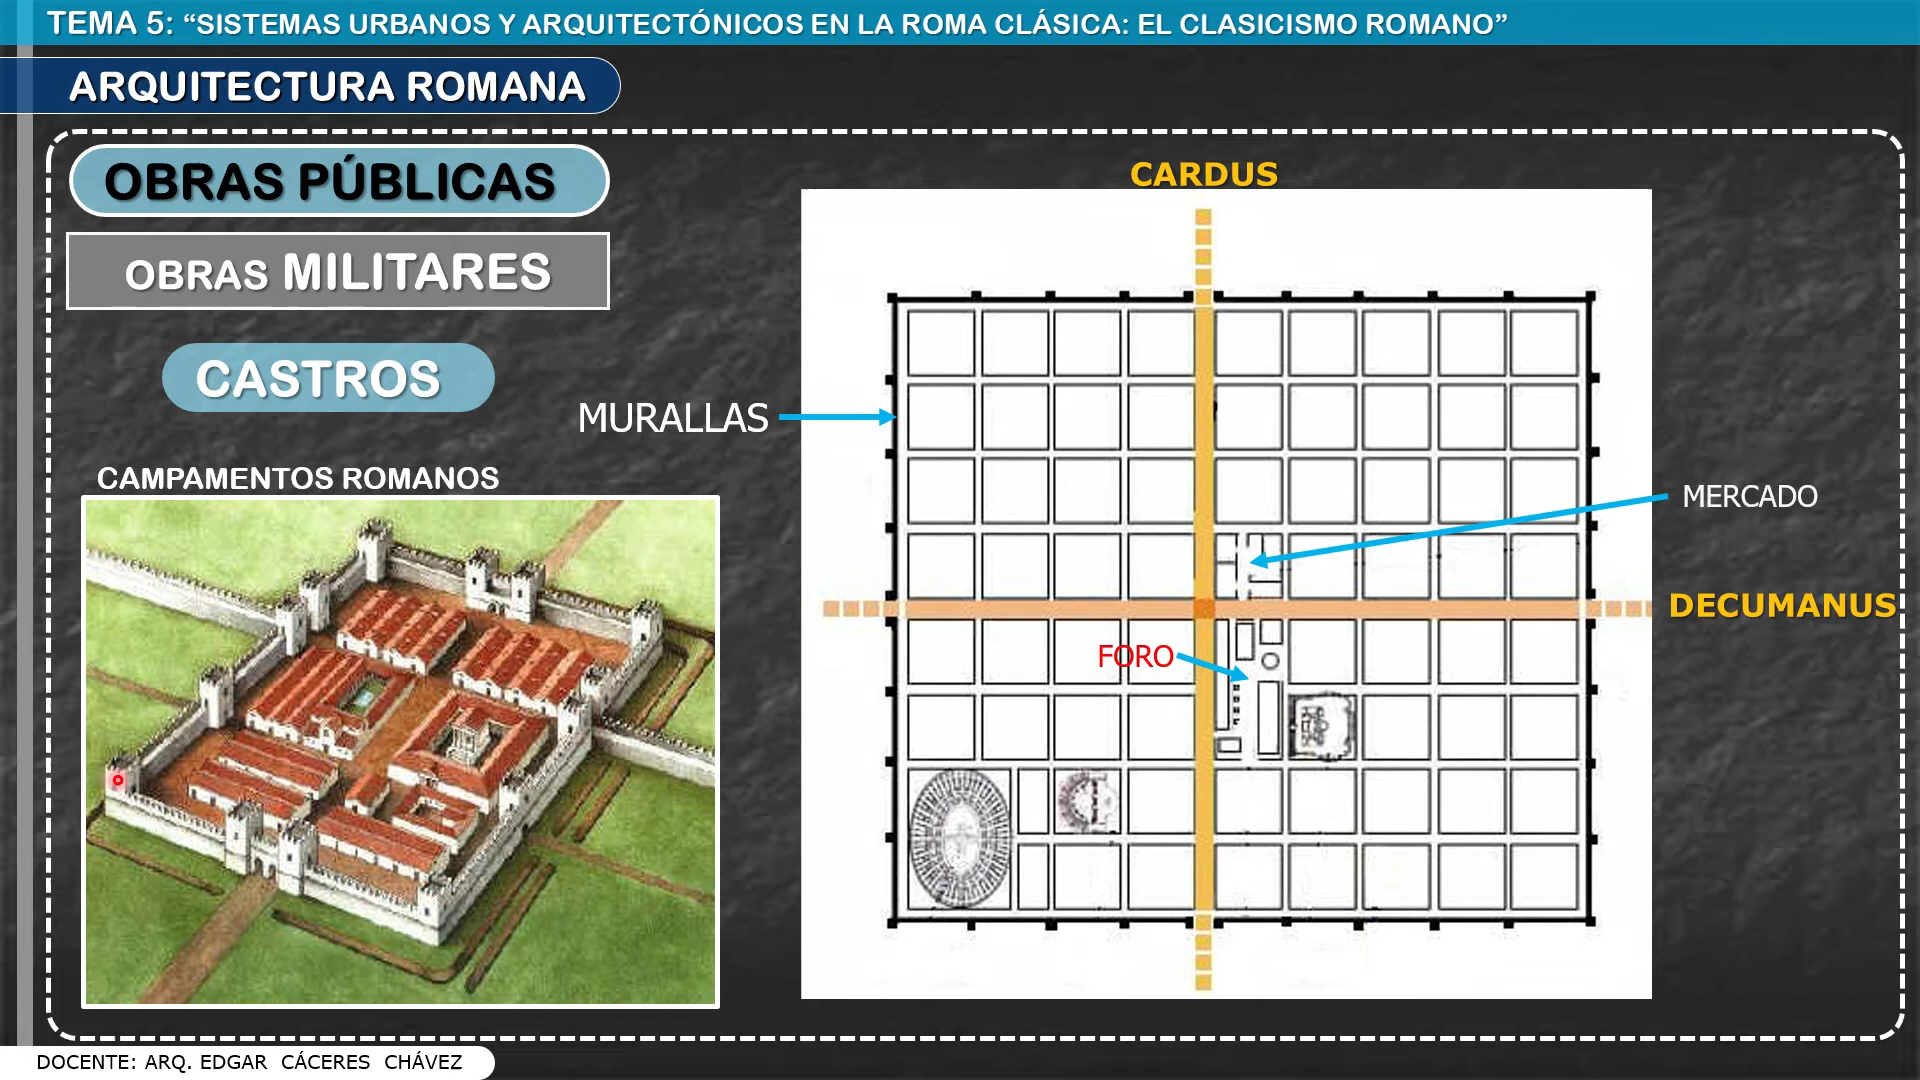 TEMA 5: “SISTEMAS URBANOS Y ARQUITECTÓNICOS EN LA ROMA CLÁSICA: EL CLASICISMO ROMANO”
ARQUITECTURA ROMANA
OBRAS PÚBLICAS
OBRAS MILITARES
CASTROS
CAMPAMENTOS ROMANOS
CARDUS
MURALLAS
MERCADO
DECUMANUS
FORO
DOCENTE: ARQ. EDGAR CÁCERES CHÁVEZ